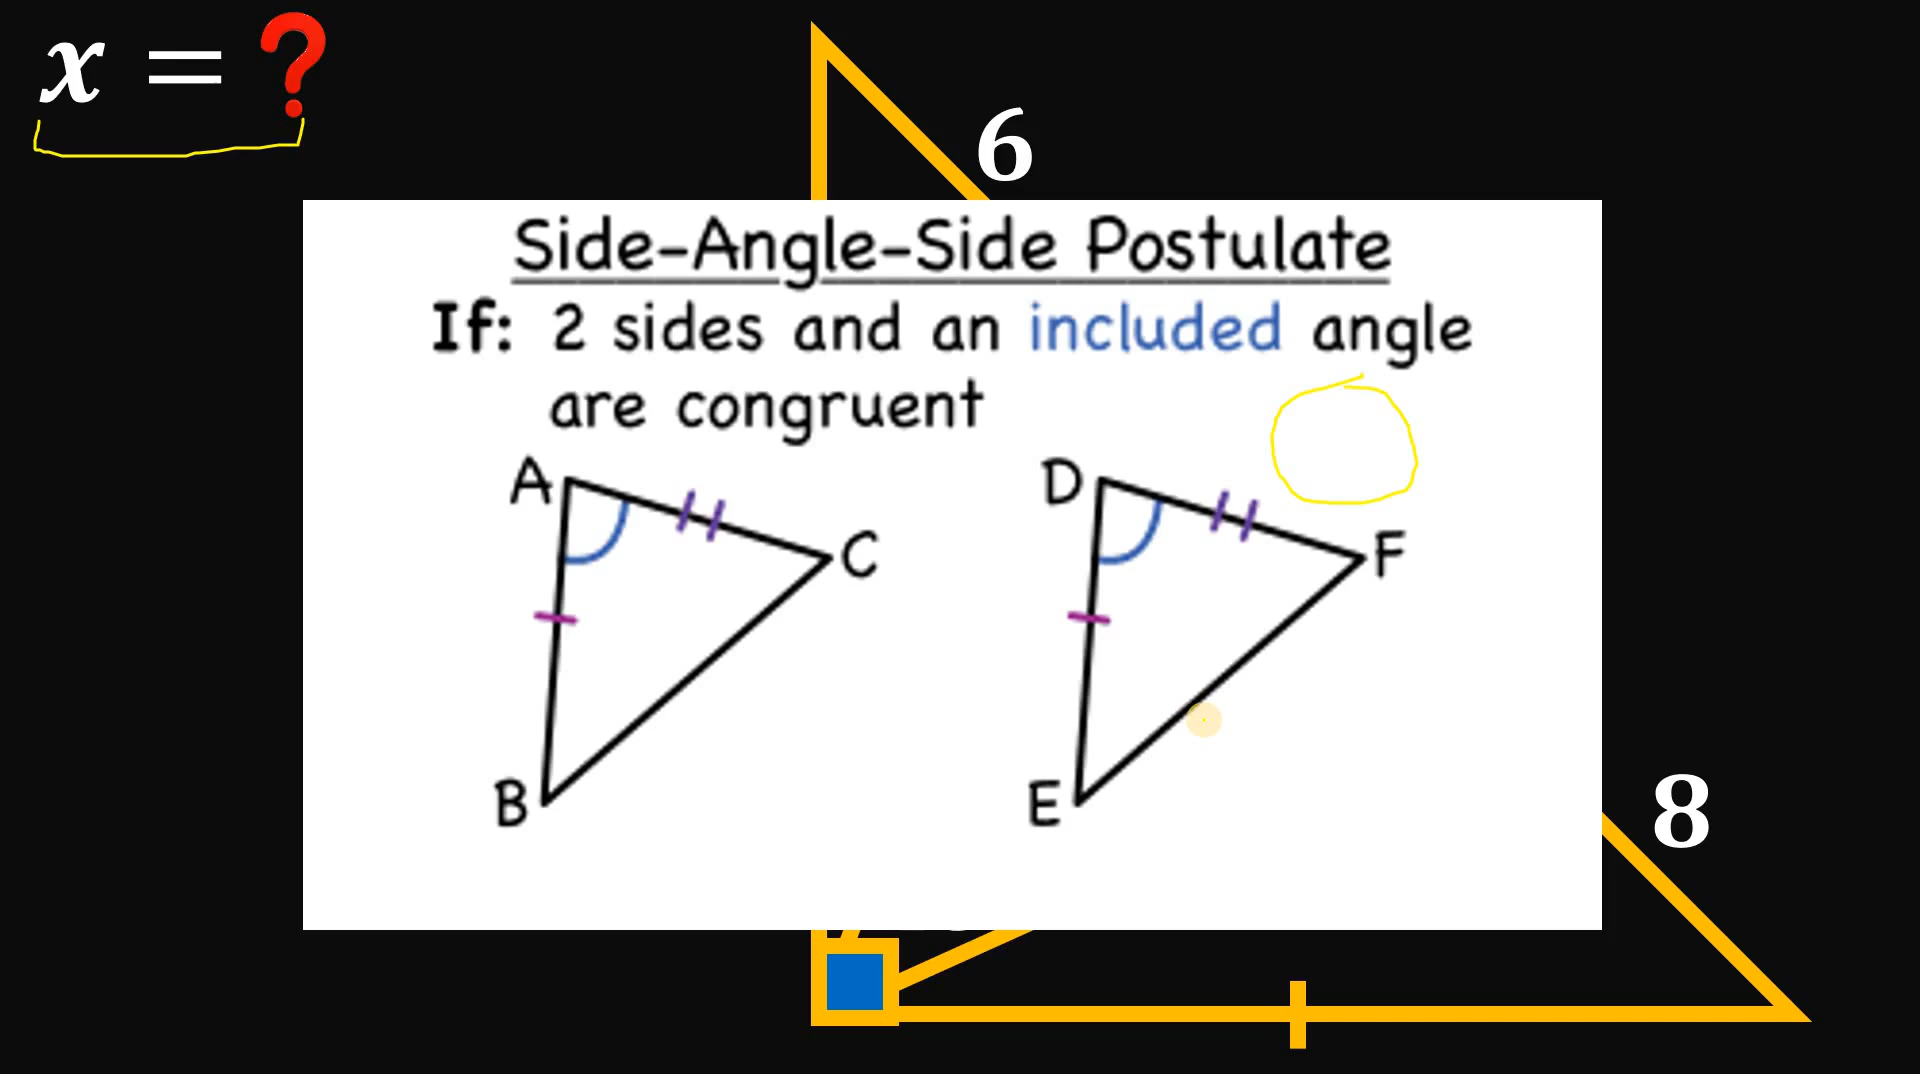 x = ❓
6
Side-Angle-Side Postulate
If: 2 sides and an included angle
are congruent
A
D
C
F
B
E
8